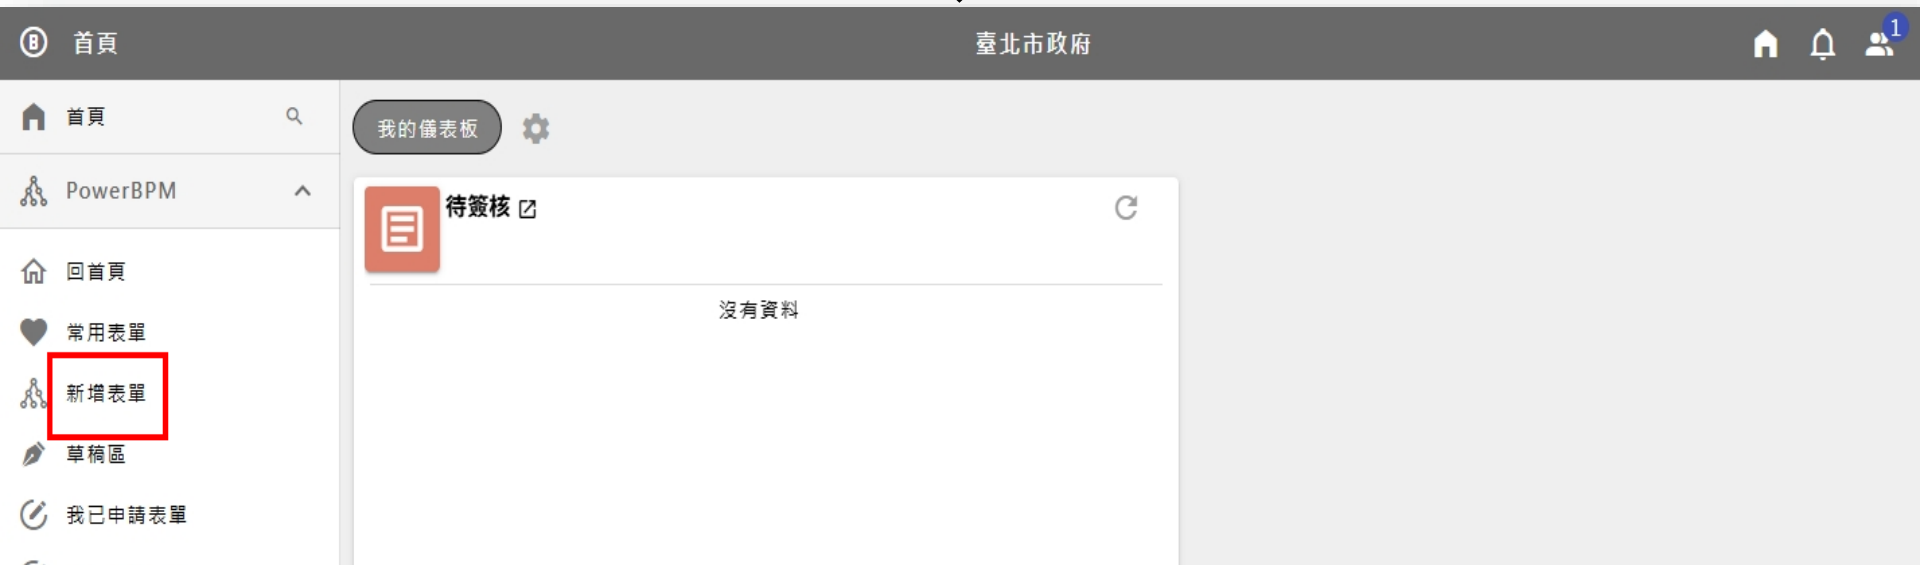 首頁
臺北市政府
1
首頁
我的儀表板
PowerBPM
待簽核
回首頁
沒有資料
常用表單
新增表單
草稿區
我已申請表單